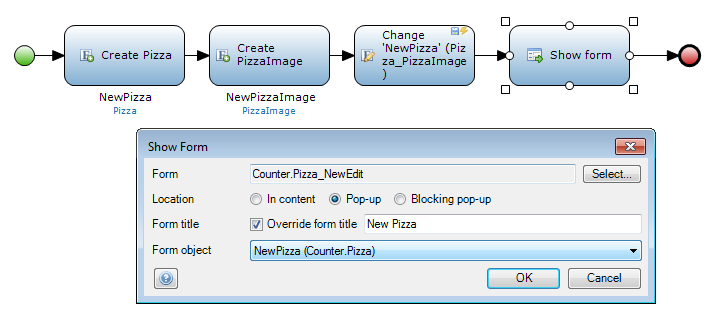 Create Pizza
NewPizza
Pizza
Create
PizzaImage
NewPizzaImage
PizzaImage
Change
'NewPizza' (Piz
za_PizzaImage
)
Show form
Show Form
Form
Counter.Pizza_NewEdit
Select...
Location
In content
Pop-up
Blocking pop-up
Form title
Override form title
New Pizza
Form object
NewPizza (Counter.Pizza)
OK
Cancel